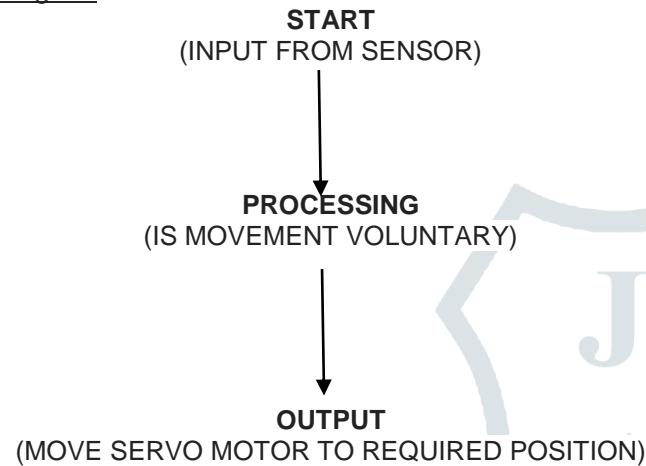 START
(INPUT FROM SENSOR)
PROCESSING
(IS MOVEMENT VOLUNTARY)
J
OUTPUT
(MOVE SERVO MOTOR TO REQUIRED POSITION)